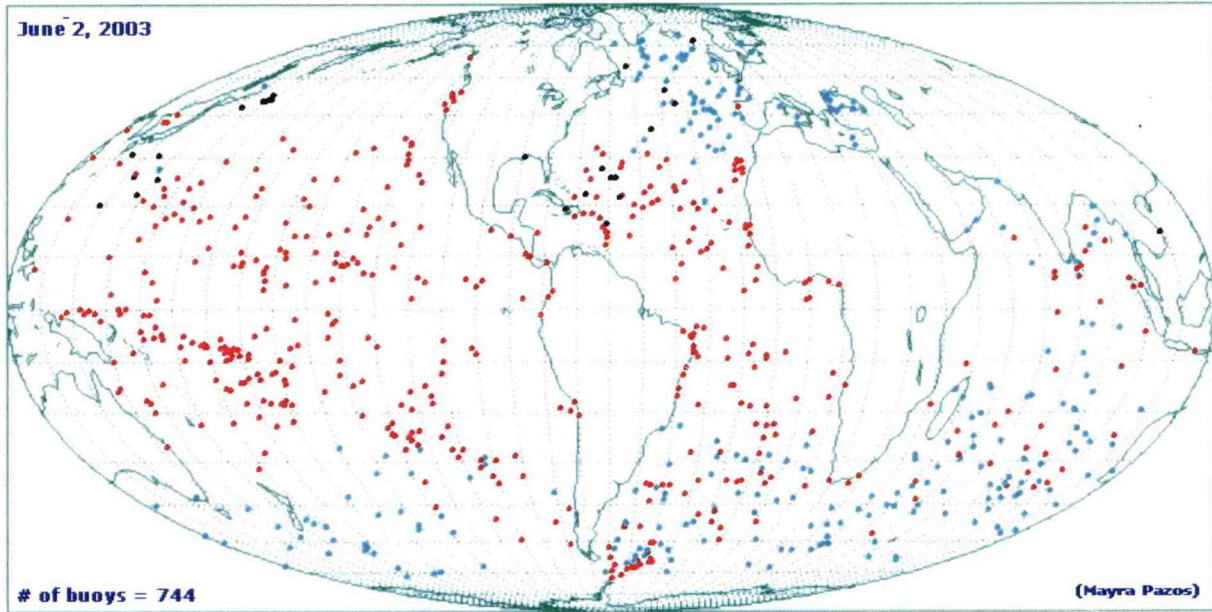 June 2, 2003
# of buoys = 744
(Mayra Pazos)